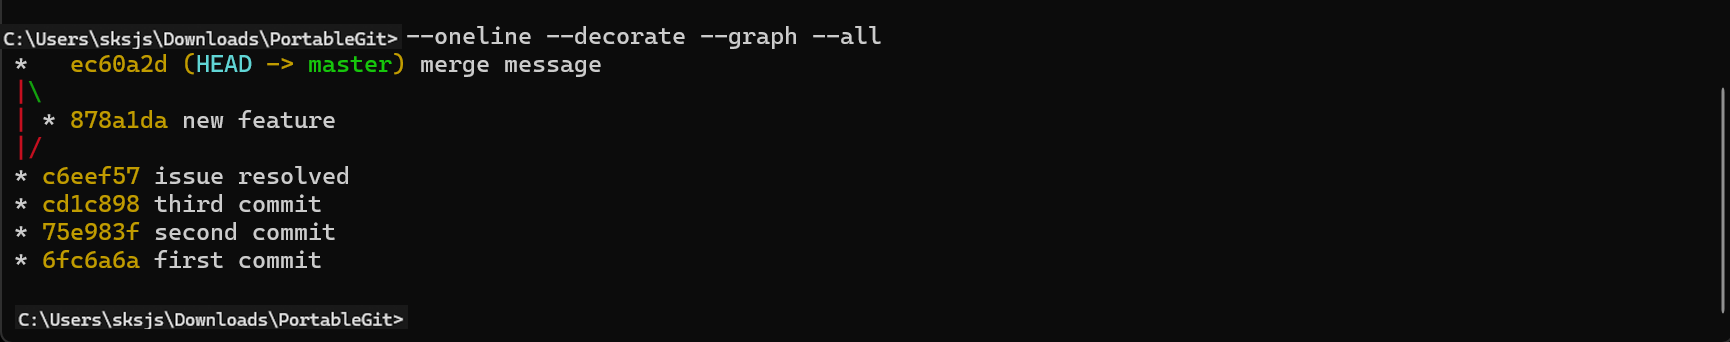 C:\Users\sksjs\Downloads\PortableGit> --oneline --decorate --graph --all
*   ec60a2d (HEAD -> master) merge message
|\
| * 878a1da new feature
|/
* c6eef57 issue resolved
* cd1c898 third commit
* 75e983f second commit
* 6fc6a6a first commit
C:\Users\sksjs\Downloads\PortableGit>